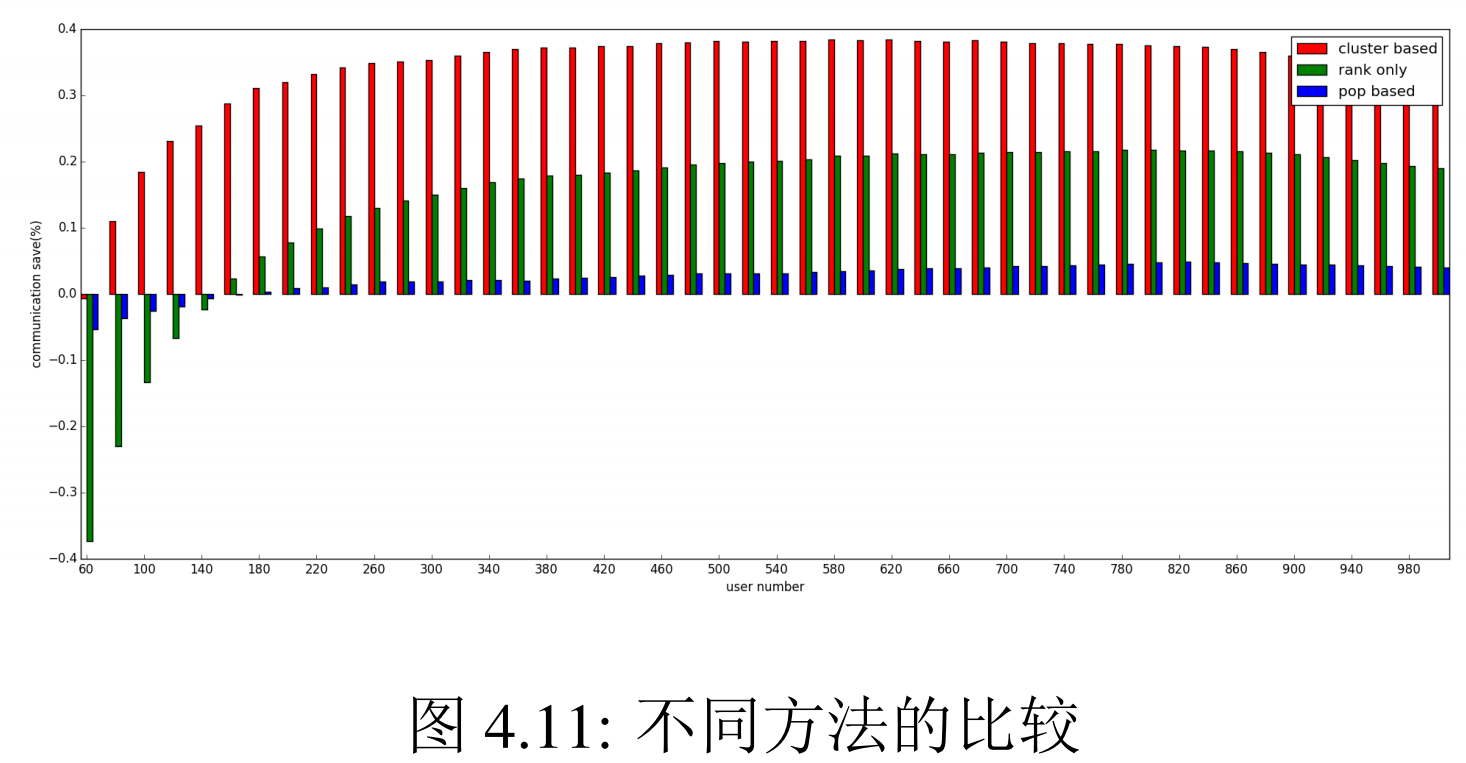 0.4
0.3
0.2
0.1
0.0
−0.1
−0.2
−0.3
−0.4
communication save(%)
cluster based
rank only
pop based
60 100 140 180 220 260 300 340 380 420 460 500 540 580 620 660 700 740 780 820 860 900 940 980
user number
图 4.11: 不同方法的比较